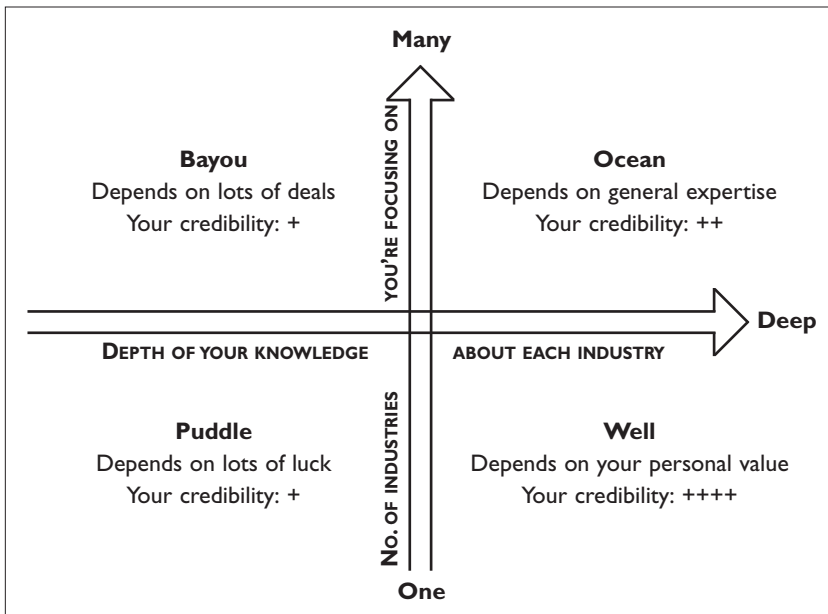 Many
Bayou
Depends on lots of deals
Your credibility: +
YOU'RE FOCUSING ON
Ocean
Depends on general expertise
Your credibility: ++
Deep
DEPTH OF YOUR KNOWLEDGE
ABOUT EACH INDUSTRY
Puddle
Depends on lots of luck
Your credibility: +
NO. OF INDUSTRIES
Well
Depends on your personal value
Your credibility: ++++
One